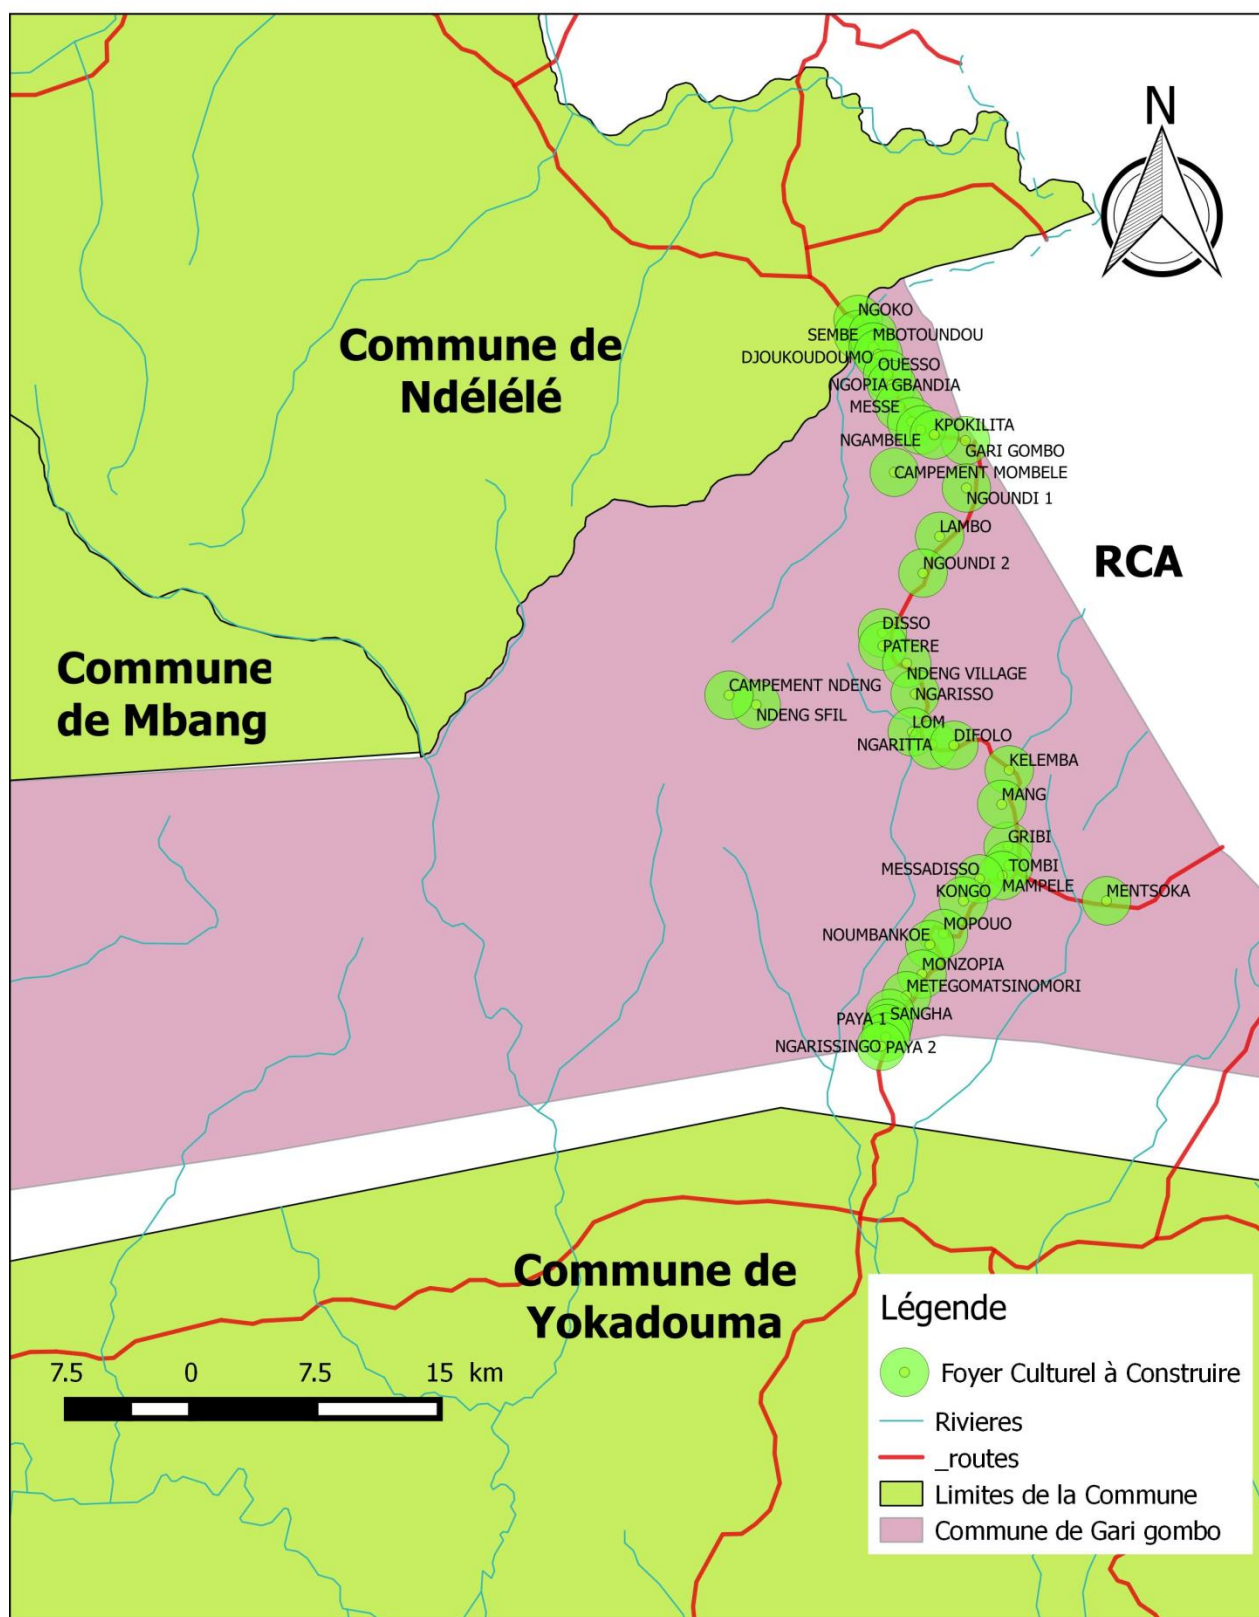 N
NGOKO
SEMBE
MBOTOUNDOU
DJOUKOUDOUMO
OUESSO
NGOPIA
GBANDIA
MESSE
KPOKILITA
NGAMBELE
GARI GOMBO
CAMPEMENT MOMBELE
NGOUNDI 1
LAMBO
NGOUNDI 2
RCA
Commune de
Ndélélé
Commune
de Mbang
DISSO
PATERE
NDENG VILLAGE
CAMPEMENT NDENG
NGARISSO
NDENG SFIL
LOM
NGARITTA
DIFOLO
KELEMBA
MANG
GRIBI
TOMBI
MESSADISSO
MAMPELE
KONGO
MENTSOKA
MOPOUO
NOUMBANKOE
MONZOPIA
METEGOMATSINOMORI
SANGHA
PAYA 1
NGARISSINGO
PAYA 2
Commune de
Yokadouma
7.5 0 7.5 15 km
Légende
Foyer Culturel à Construire
Rivieres
_routes
Limites de la Commune
Commune de Gari gombo